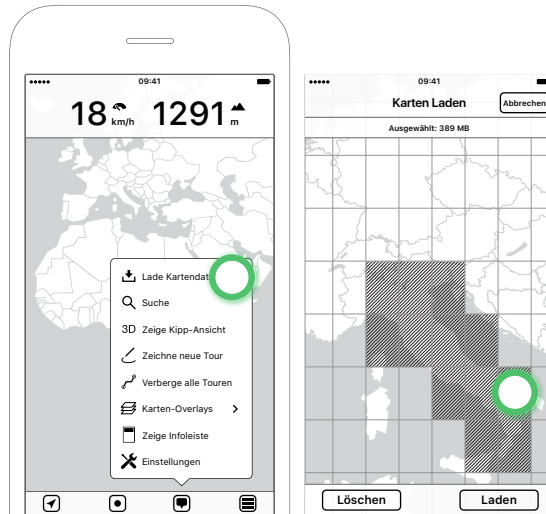 09:41
18 km/h 1291 m
Lade Kartendat
Suche
3D Zeige Kipp-Ansicht
Zeichne neue Tour
Verberge alle Touren
Karten-Overlays
Zeige Infoleiste
Einstellungen
09:41
Karten Laden Abbrechen
Ausgewählt: 389 MB
Löschen Laden